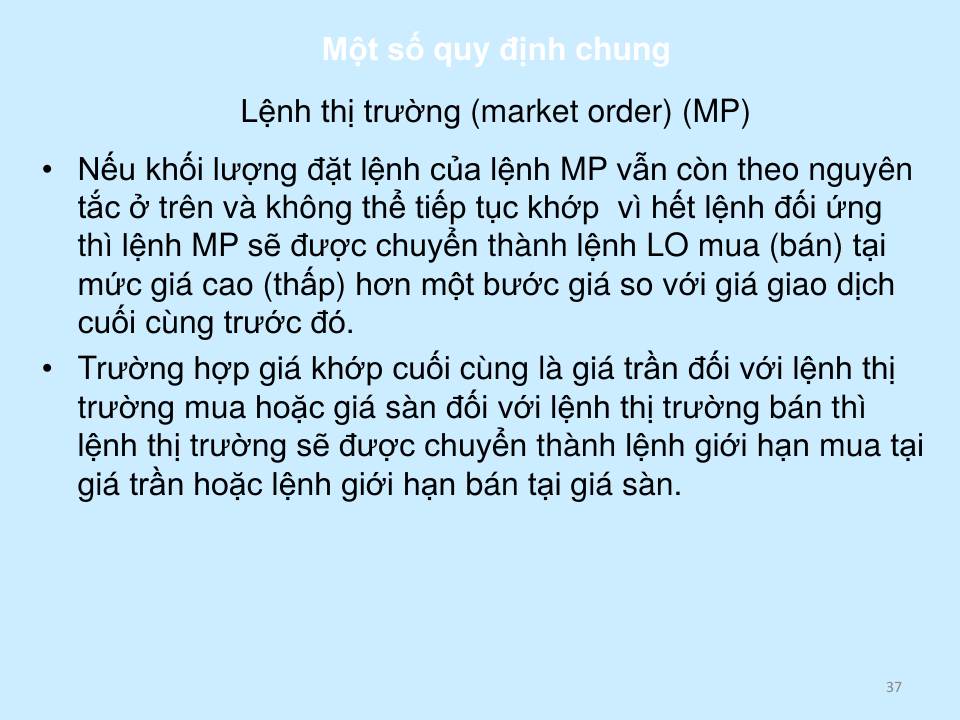 Một số quy định chung
Lệnh thị trường (market order) (MP)
• Nếu khối lượng đặt lệnh của lệnh MP vẫn còn theo nguyên
tắc ở trên và không thể tiếp tục khớp  vì hết lệnh đối ứng
thì lệnh MP sẽ được chuyển thành lệnh LO mua (bán) tại
mức giá cao (thấp) hơn một bước giá so với giá giao dịch
cuối cùng trước đó.
• Trường hợp giá khớp cuối cùng là giá trần đối với lệnh thị
trường mua hoặc giá sàn đối với lệnh thị trường bán thì
lệnh thị trường sẽ được chuyển thành lệnh giới hạn mua tại
giá trần hoặc lệnh giới hạn bán tại giá sàn.
37